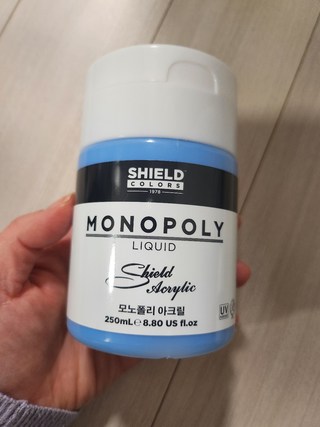 SHIELD
COLORS
1976
MONOPOLY
LIQUID
Shield
Acrylic
모노폴리 아크릴
250mL℮ 8.80 US fl.oz
UV